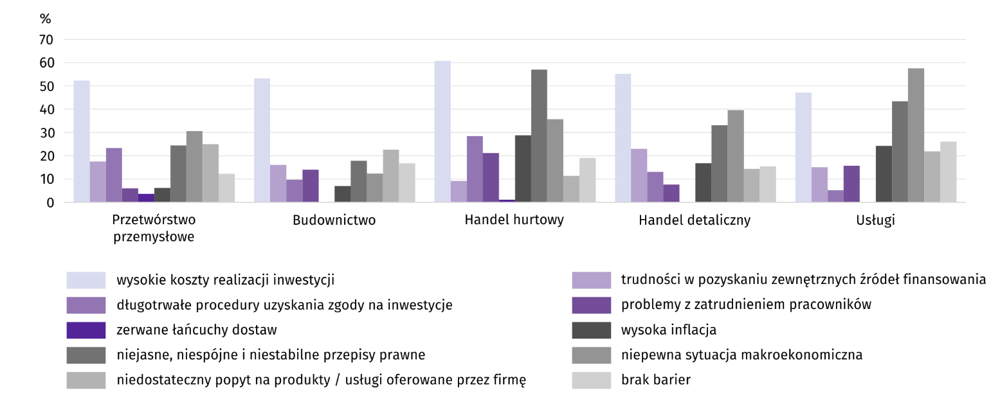 %
70
60
50
40
30
20
10
0
Przetwórstwo
przemysłowe
Budownictwo
Handel hurtowy
Handel detaliczny
Usługi
wysokie koszty realizacji inwestycji
trudności w pozyskaniu zewnętrznych źródeł finansowania
długotrwałe procedury uzyskania zgody na inwestycje
problemy z zatrudnieniem pracowników
zerwane łańcuchy dostaw
wysoka inflacja
niejasne, niespójne i niestabilne przepisy prawne
niepewna sytuacja makroekonomiczna
niedostateczny popyt na produkty / usługi oferowane przez firmę
brak barier